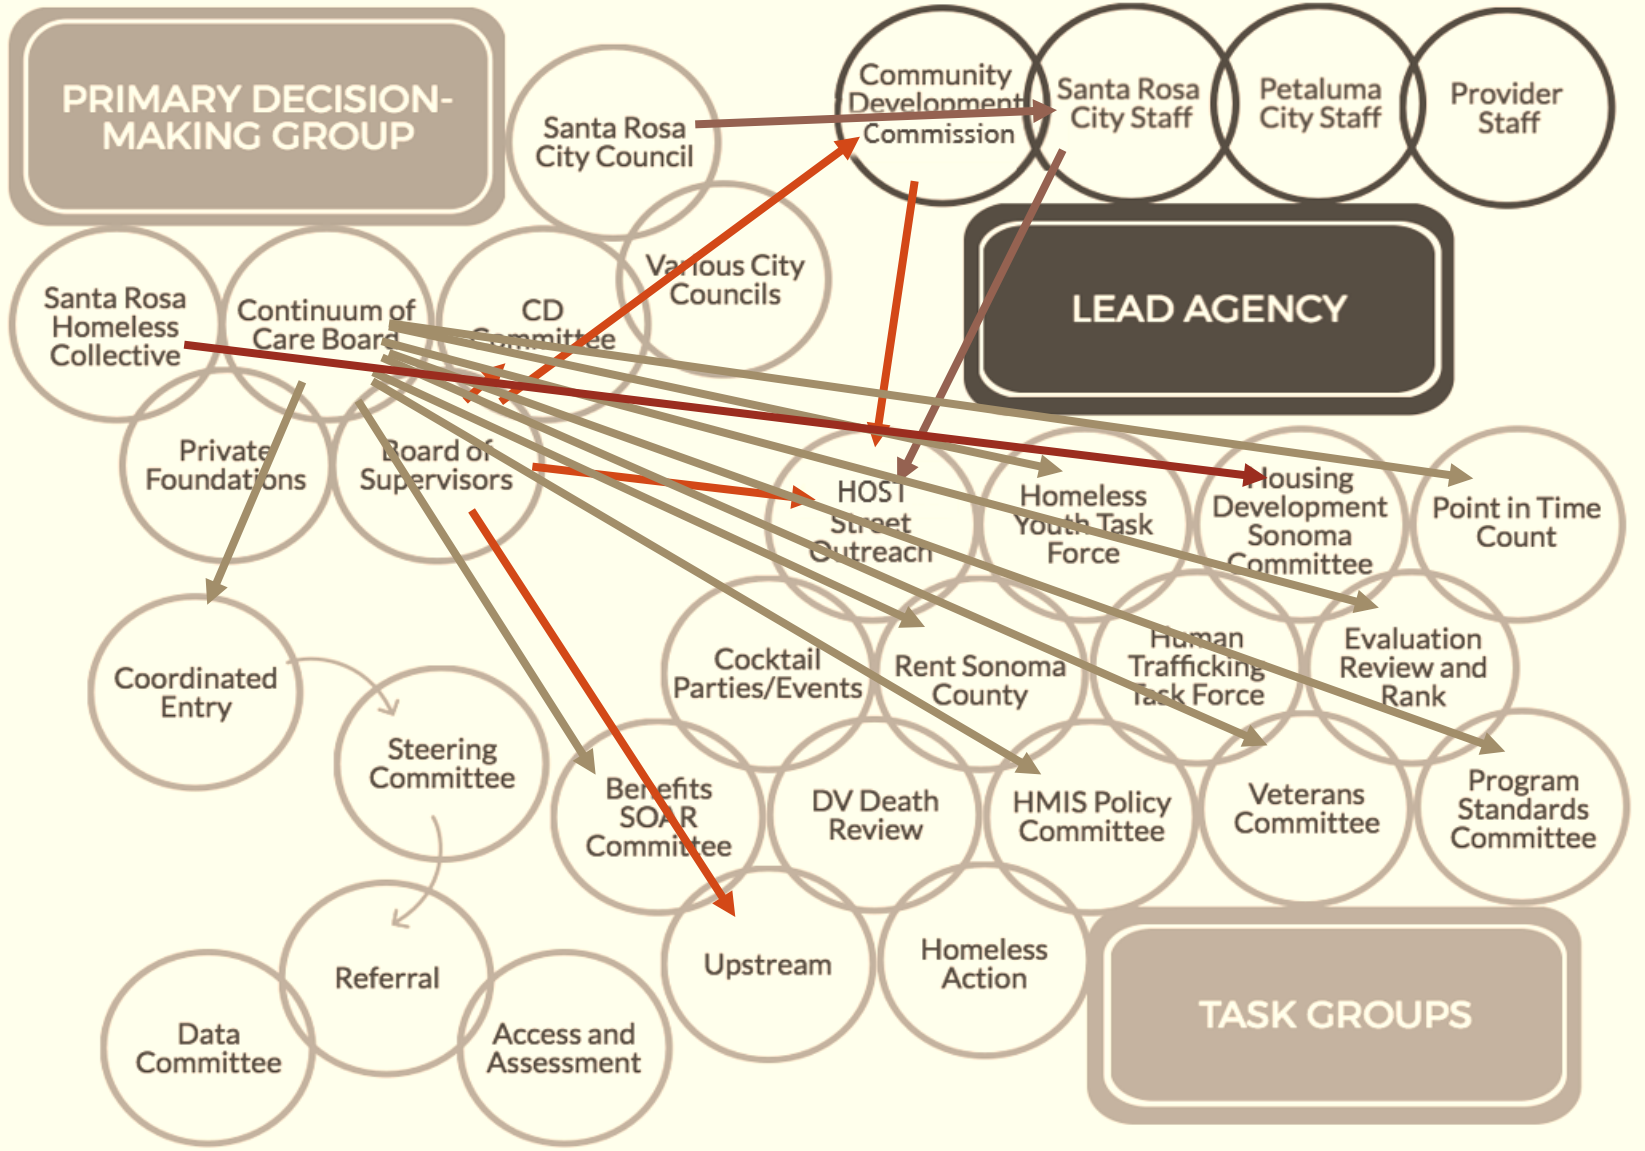 PRIMARY DECISION-
MAKING GROUP
Santa Rosa
City Council
Community
Development
Commission
Santa Rosa
City Staff
Petaluma
City Staff
Provider
Staff
Various City
Councils
Santa Rosa
Homeless
Collective
Continuum of
Care Board
CD
Committee
LEAD AGENCY
Private
Foundations
Board of
Supervisors
HOST
Street
Outreach
Homeless
Youth Task
Force
Housing
Development
Sonoma
Committee
Point in Time
Count
Coordinated
Entry
Cocktail
Parties/Events
Rent Sonoma
County
Human
Trafficking
Task Force
Evaluation
Review and
Rank
Steering
Committee
Benefits
SOAR
Committee
DV Death
Review
HMIS Policy
Committee
Veterans
Committee
Program
Standards
Committee
Referral
Upstream
Homeless
Action
TASK GROUPS
Data
Committee
Access and
Assessment